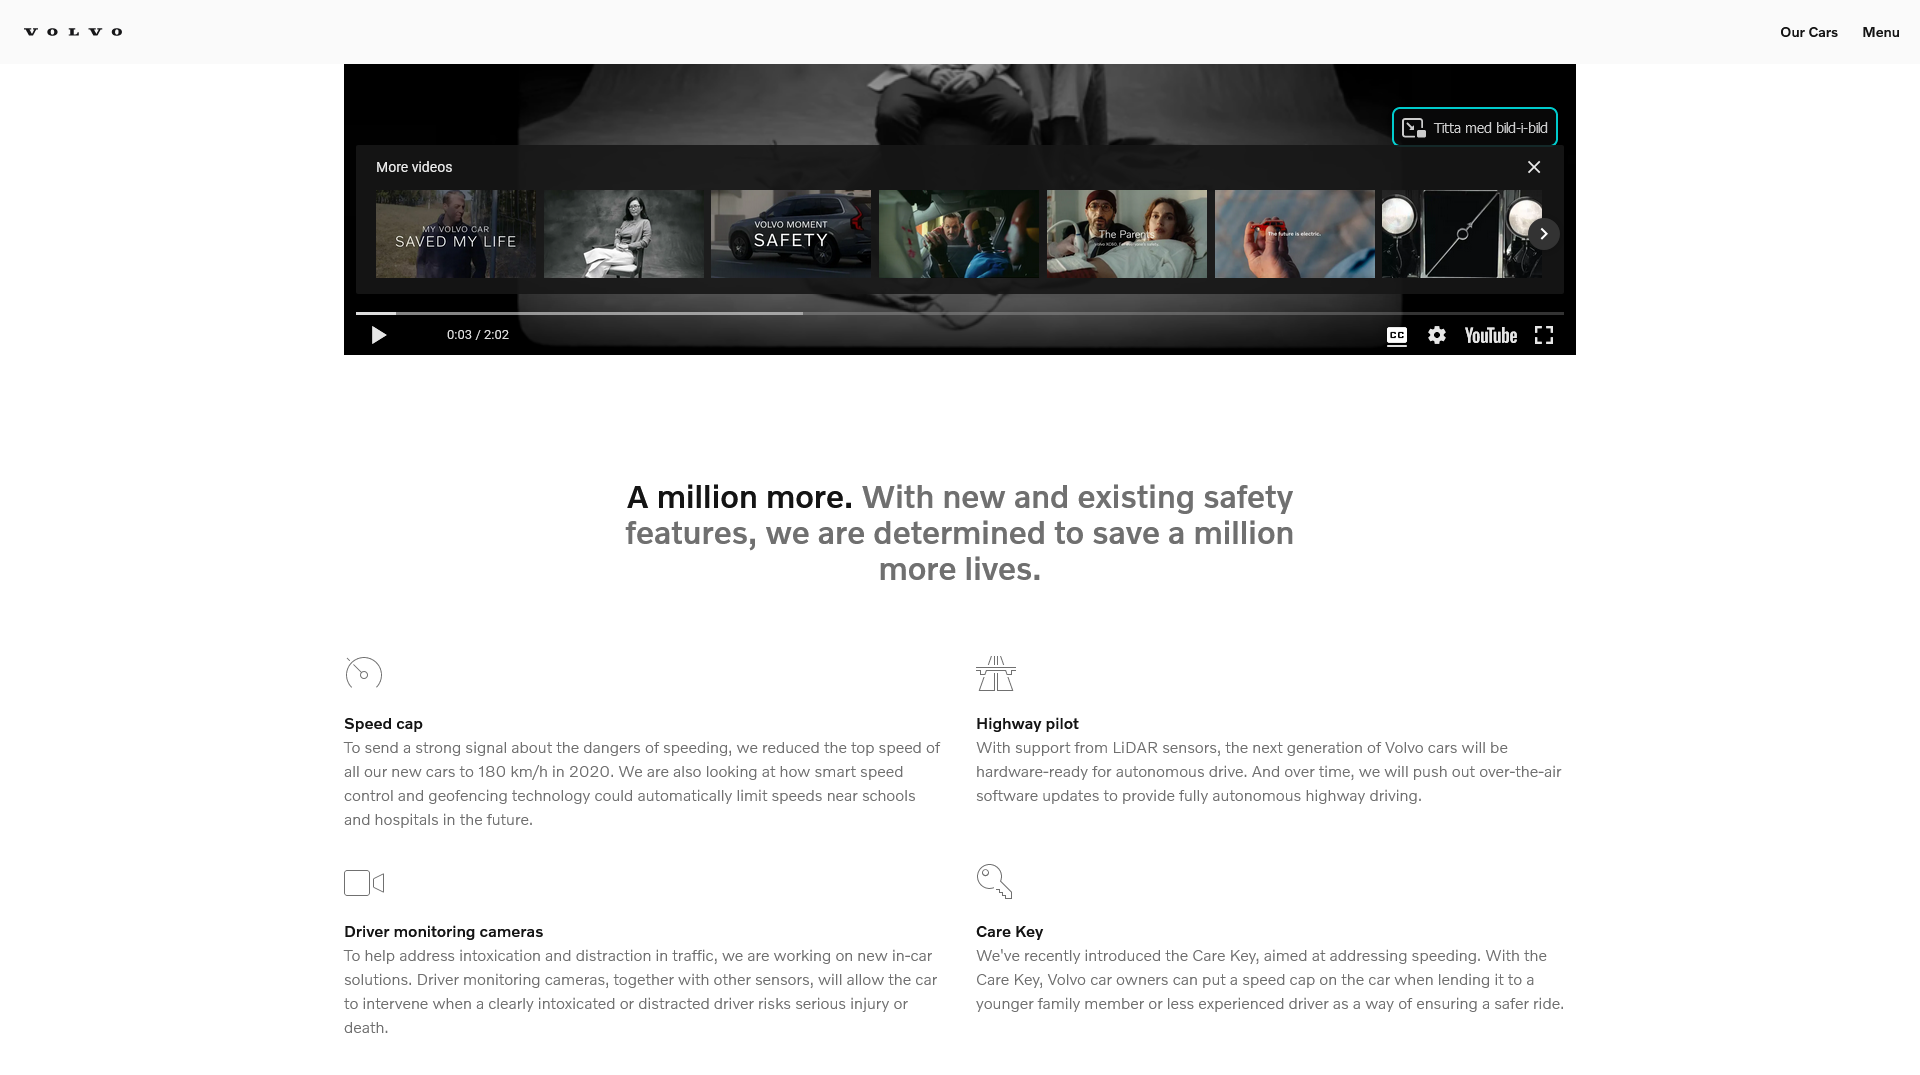 VOLVO
Our Cars
Menu
Titta med bild-i-bild
More videos
MY VOLVO CAR
SAVED MY LIFE
VOLVO MOMENT
SAFETY
The Parents
The future is electric.
0:03 / 2:02
CC
YouTube
A million more. With new and existing safety
features, we are determined to save a million
more lives.
Speed cap
To send a strong signal about the dangers of speeding, we reduced the top speed of
all our new cars to 180 km/h in 2020. We are also looking at how smart speed
control and geofencing technology could automatically limit speeds near schools
and hospitals in the future.
Highway pilot
With support from LiDAR sensors, the next generation of Volvo cars will be
hardware-ready for autonomous drive. And over time, we will push out over-the-air
software updates to provide fully autonomous highway driving.
Driver monitoring cameras
To help address intoxication and distraction in traffic, we are working on new in-car
solutions. Driver monitoring cameras, together with other sensors, will allow the car
to intervene when a clearly intoxicated or distracted driver risks serious injury or
death.
Care Key
We've recently introduced the Care Key, aimed at addressing speeding. With the
Care Key, Volvo car owners can put a speed cap on the car when lending it to a
younger family member or less experienced driver as a way of ensuring a safer ride.